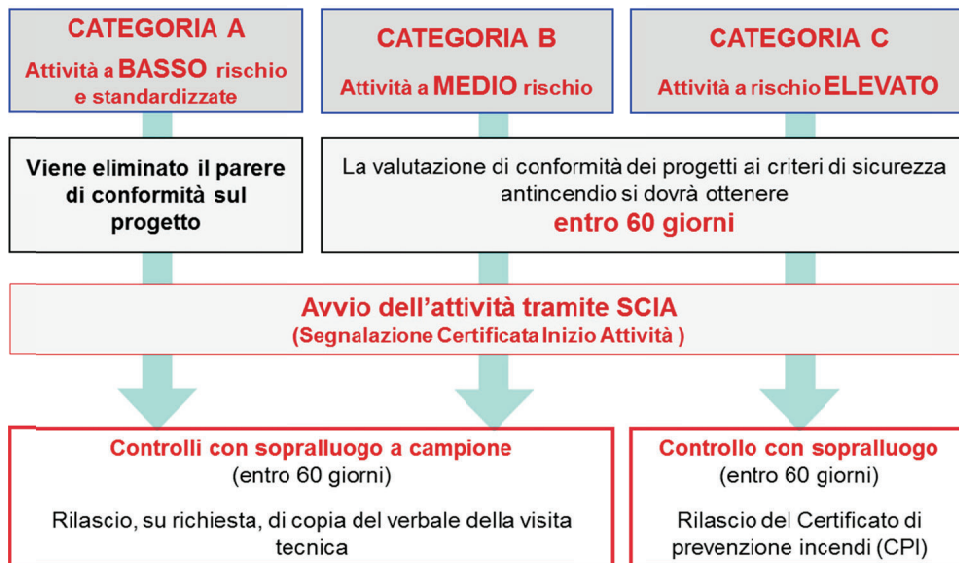 CATEGORIA A
Attività a BASSO rischio
e standardizzate
CATEGORIA B
Attività a MEDIO rischio
CATEGORIA C
Attività a rischio ELEVATO
Viene eliminato il parere
di conformità sul
progetto
La valutazione di conformità dei progetti ai criteri di sicurezza
antincendio si dovrà ottenere
entro 60 giorni
Avvio dell'attività tramite SCIA
(Segnalazione Certificata Inizio Attività )
Controlli con sopralluogo a campione
(entro 60 giorni)
Rilascio, su richiesta, di copia del verbale della visita
tecnica
Controllo con sopralluogo
(entro 60 giorni)
Rilascio del Certificato di
prevenzione incendi (CPI)